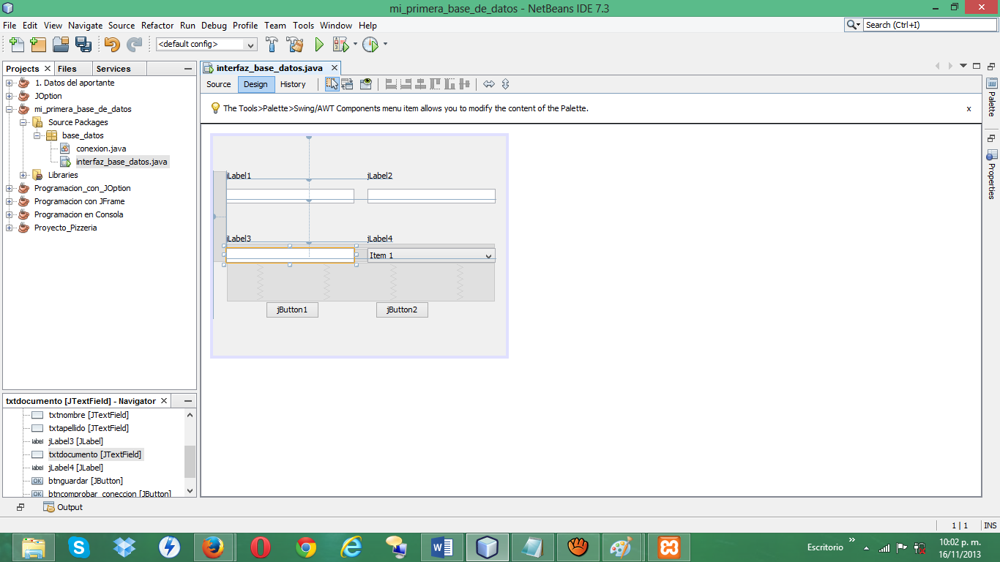 mi_primera_base_de_datos - NetBeans IDE 7.3
File Edit View Navigate Source Refactor Run Debug Profile Team Tools Window Help
Search (Ctrl+I)
<default config>
Projects Files Services
1. Datos del aportante
JOption
mi_primera_base_de_datos
Source Packages
base_datos
conexion.java
interfaz_base_datos.java
Libraries
Programacion_con_JOption
Programacion con JFrame
Programacion en Consola
Proyecto_Pizzeria
txtdocumento [JTextField] - Navigator
txtnombre [JTextField]
txtapellido [JTextField]
label jLabel3 [JLabel]
txtdocumento [JTextField]
label jLabel4 [JLabel]
OK btnguardar [JButton]
OK btncomprobar_coneccion [JButton]
interfaz_base_datos.java
Source Design History
The Tools>Palette>Swing/AWT Components menu item allows you to modify the content of the Palette.
x
jLabel1 jLabel2
jLabel3 jLabel4
Item 1
jButton1 jButton2
Palette
Properties
Output
1 | 1 INS
Escritorio
10:02 p. m.
16/11/2013